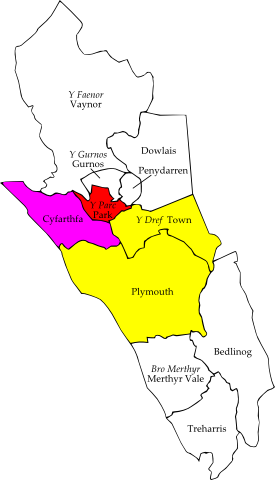 Y Faenor
Vaynor
Dowlais
Y Gurnos
Gurnos
Penydarren
Y Parc
Park
Cyfarthfa
Y Dref Town
Plymouth
Bedlinog
Bro Merthyr
Merthyr Vale
Treharris